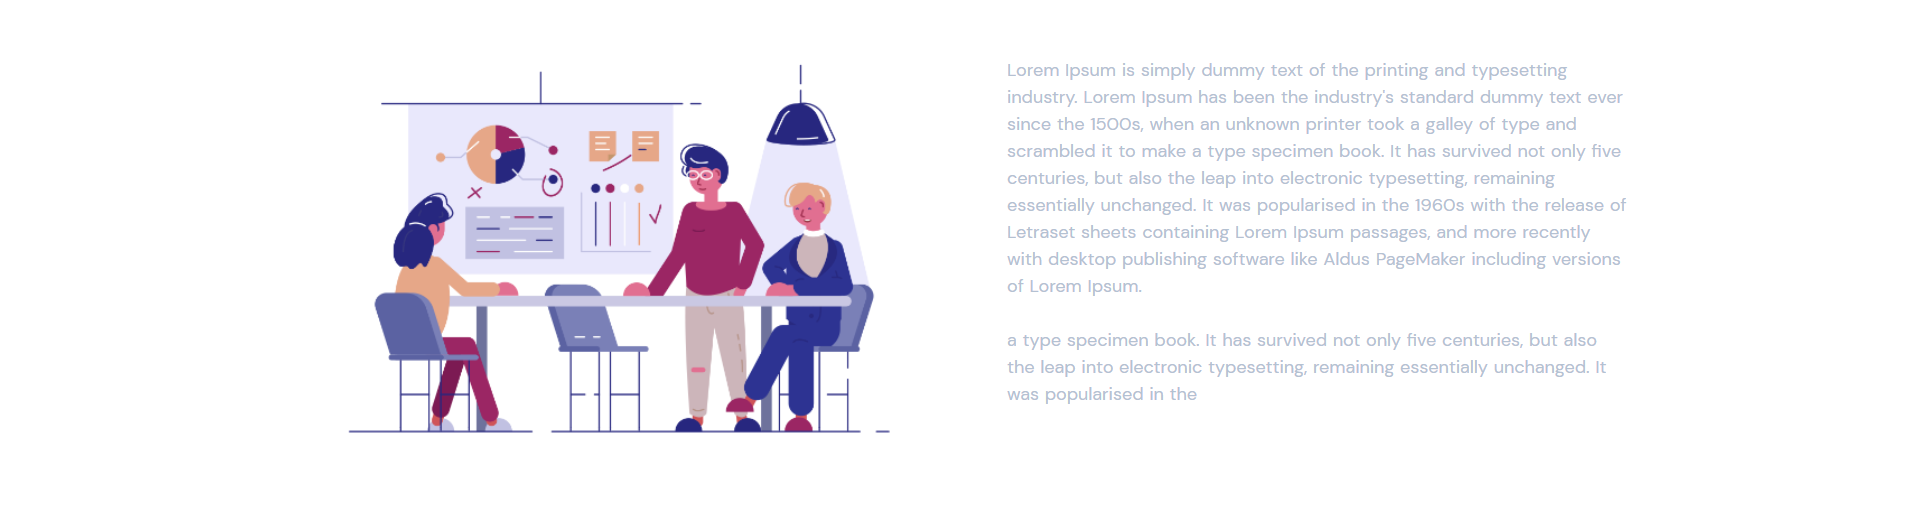 Lorem Ipsum is simply dummy text of the printing and typesetting
industry. Lorem Ipsum has been the industry's standard dummy text ever
since the 1500s, when an unknown printer took a galley of type and
scrambled it to make a type specimen book. It has survived not only five
centuries, but also the leap into electronic typesetting, remaining
essentially unchanged. It was popularised in the 1960s with the release of
Letraset sheets containing Lorem Ipsum passages, and more recently
with desktop publishing software like Aldus PageMaker including versions
of Lorem Ipsum.
a type specimen book. It has survived not only five centuries, but also
the leap into electronic typesetting, remaining essentially unchanged. It
was popularised in the